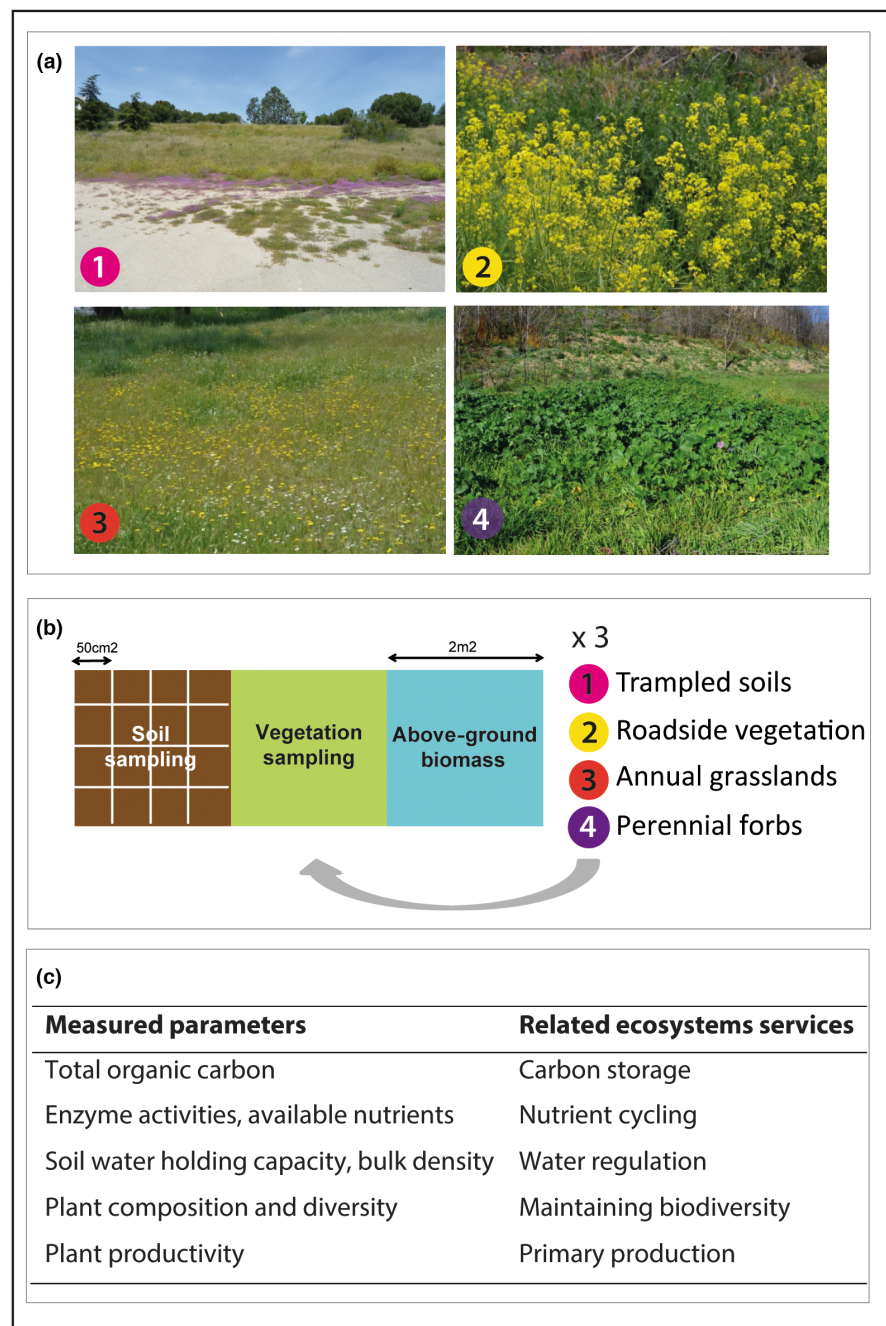 (a)
1
2
3
4
(b)
50cm2
2m2
x 3
Soil
sampling
Vegetation
sampling
Above-ground
biomass
1 Trampled soils
2 Roadside vegetation
3 Annual grasslands
4 Perennial forbs
(c)
Measured parameters Related ecosystems services
Total organic carbon Carbon storage
Enzyme activities, available nutrients Nutrient cycling
Soil water holding capacity, bulk density Water regulation
Plant composition and diversity Maintaining biodiversity
Plant productivity Primary production